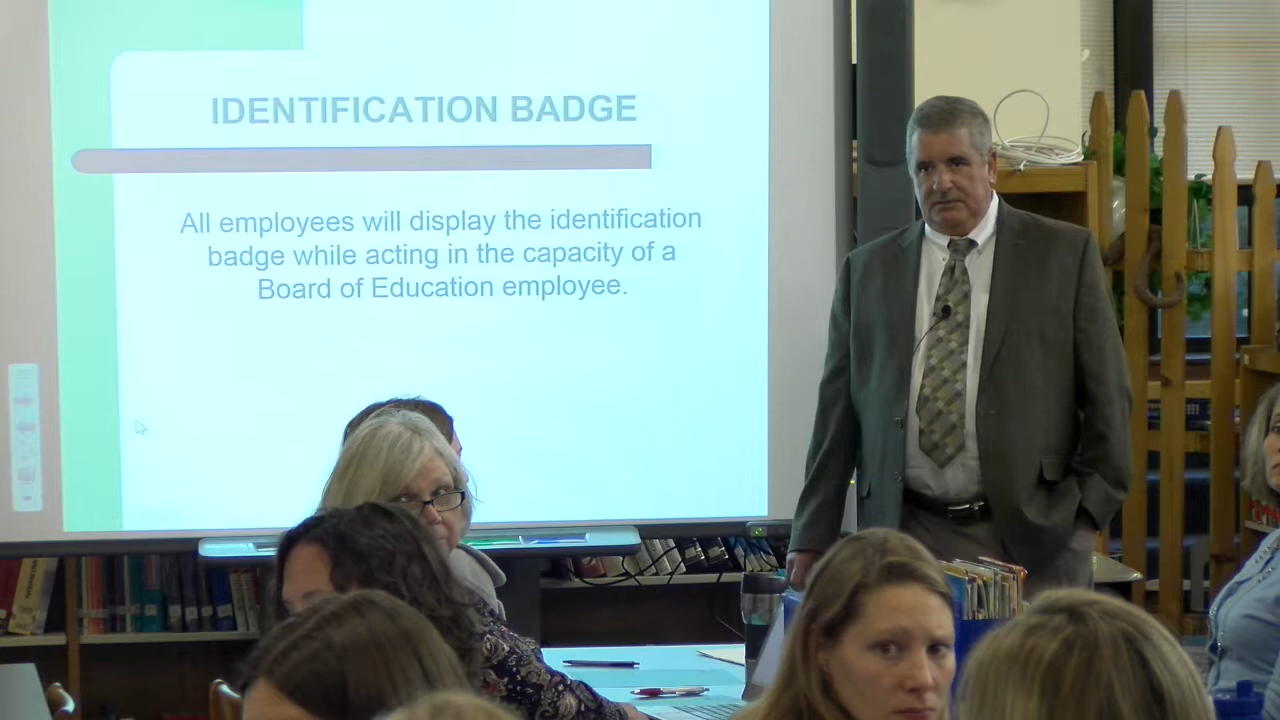 IDENTIFICATION BADGE
All employees will display the identification
badge while acting in the capacity of a
Board of Education employee.